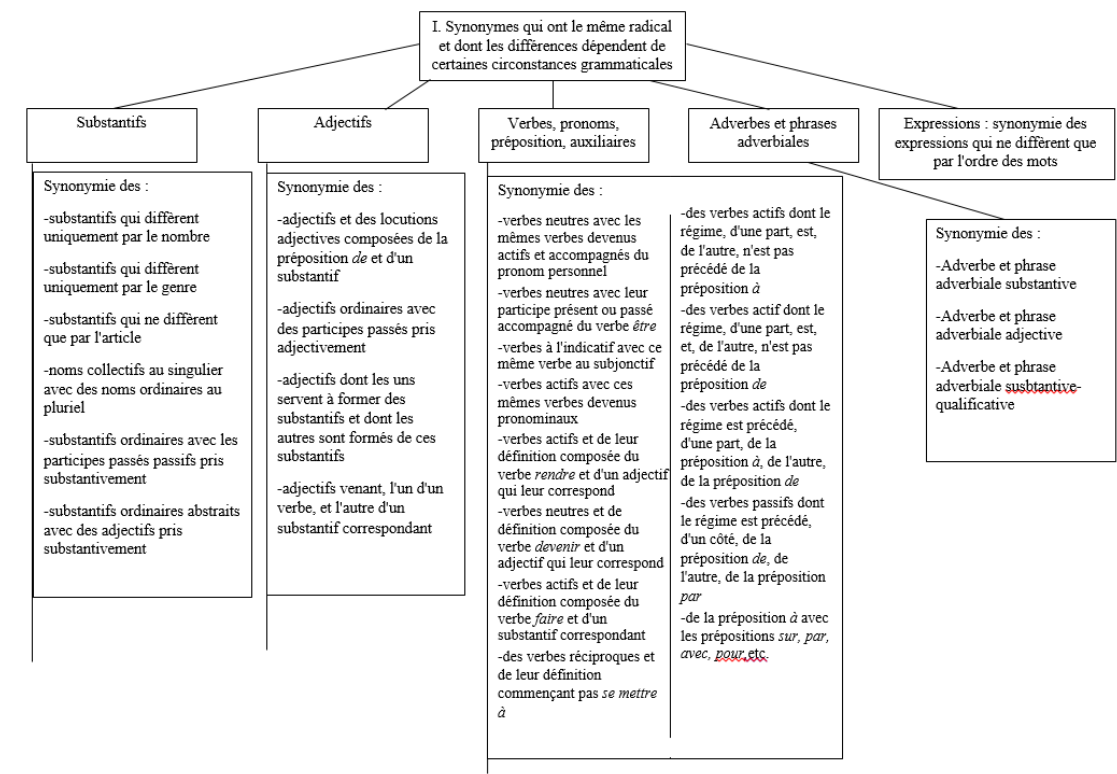 I. Synonymes qui ont le même radical
et dont les différences dépendent de
certaines circonstances grammaticales
Substantifs
Synonymie des :
-substantifs qui diffèrent
uniquement par le nombre
-substantifs qui diffèrent
uniquement par le genre
-substantifs qui ne diffèrent
que par l'article
-noms collectifs au singulier
avec des noms ordinaires au
pluriel
-substantifs ordinaires avec les
participes passés passifs pris
substantivement
-substantifs ordinaires abstraits
avec des adjectifs pris
substantivement
Adjectifs
Synonymie des :
-adjectifs et des locutions
adjectives composées de la
préposition de et d'un
substantif
-adjectifs ordinaires avec
des participes passés pris
adjectivement
-adjectifs dont les uns
servent à former des
substantifs et dont les
autres sont formés de ces
substantifs
-adjectifs venant, l'un d'un
verbe, et l'autre d'un
substantif correspondant
Verbes, pronoms,
préposition, auxiliaires
Synonymie des :
-verbes neutres avec les
mêmes verbes devenus
actifs et accompagnés du
pronom personnel
-verbes neutres avec leur
participe présent ou passé
accompagné du verbe être
-verbes à l'indicatif avec ce
même verbe au subjonctif
-verbes actifs avec ces
mêmes verbes devenus
pronominaux
-verbes actifs et de leur
définition composée du
verbe rendre et d'un adjectif
qui leur correspond
-verbes neutres et de
définition composée du
verbe devenir et d'un
adjectif qui leur correspond
-verbes actifs et de leur
définition composée du
verbe faire et d'un
substantif correspondant
-des verbes réciproques et
de leur définition
commençant pas se mettre
à
-des verbes actifs dont le
régime, d'une part, est,
de l'autre, n'est pas
précédé de la
préposition à
-des verbes actif dont le
régime, d'une part, est,
et, de l'autre, n'est pas
précédé de la
préposition de
-des verbes actifs dont le
régime est précédé,
d'une part, de la
préposition à, de l'autre,
de la préposition de
-des verbes passifs dont
le régime est précédé,
d'un côté, de la
préposition de, de
l'autre, de la préposition
par
-de la préposition à avec
les prépositions sur, par,
avec, pour,etc.
Adverbes et phrases
adverbiales
Synonymie des :
-Adverbe et phrase
adverbiale substantive
-Adverbe et phrase
adverbiale adjective
-Adverbe et phrase
adverbiale susbtantive-
qualificative
Expressions : synonymie des
expressions qui ne diffèrent que
par l'ordre des mots